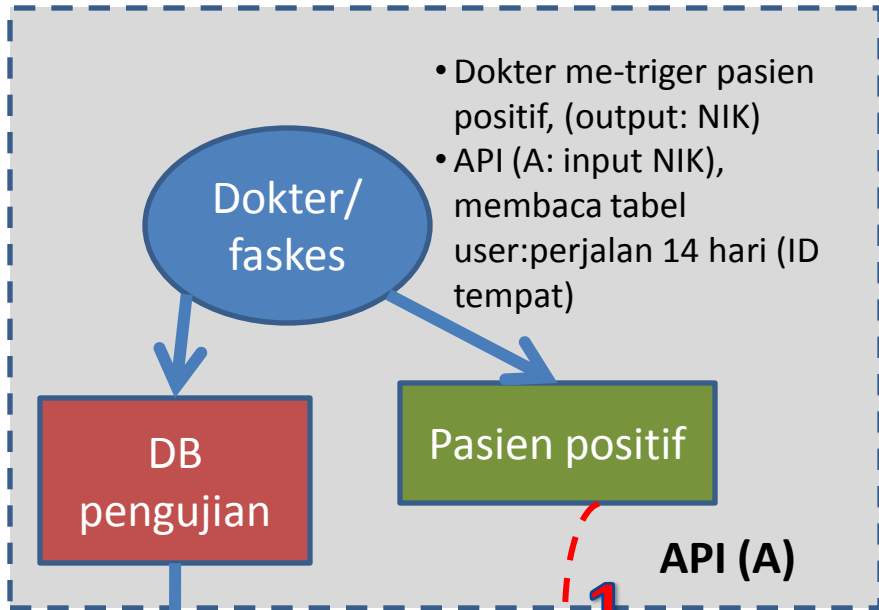 • Dokter me-triger pasien
positif, (output: NIK)
• API (A: input NIK),
membaca tabel
user:perjalan 14 hari (ID
tempat)
Dokter/
faskes
DB
pengujian
Pasien positif
API (A)
1